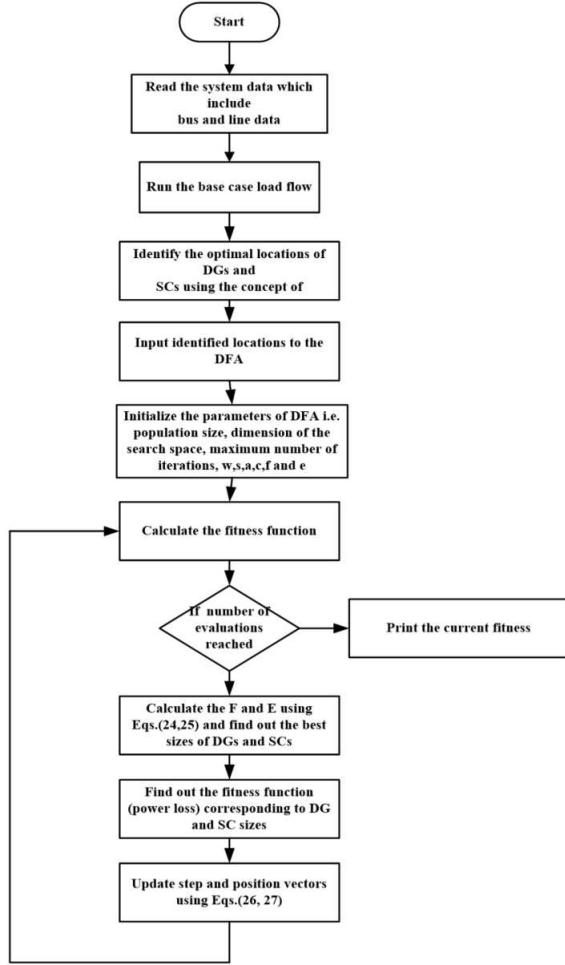 Start
Read the system data which
include
bus and line data
Run the base case load flow
Identify the optimal locations of
DGs and
SCs using the concept of
Input identified locations to the
DFA
Initialize the parameters of DFA i.e.
population size, dimension of the
search space, maximum number of
iterations, w,s,a,c,f and e
Calculate the fitness function
If number of
evaluations
reached
Print the current fitness
Calculate the F and E using
Eqs.(24,25) and find out the best
sizes of DGs and SCs
Find out the fitness function
(power loss) corresponding to DG
and SC sizes
Update step and position vectors
using Eqs.(26, 27)